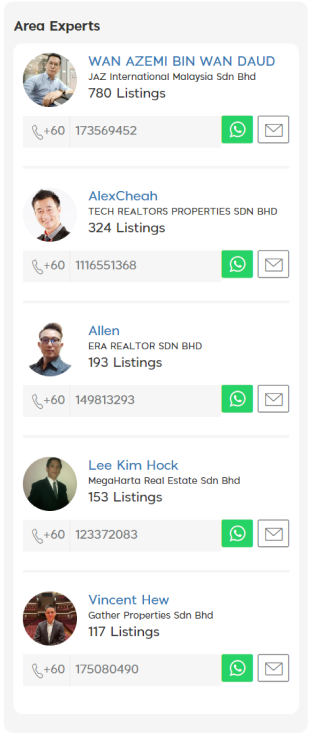 Area Experts
WAN AZEMI BIN WAN DAUD
JAZ International Malaysia Sdn Bhd
780 Listings
+60 173569452
AlexCheah
TECH REALTORS PROPERTIES SDN BHD
324 Listings
+60 1116551368
Allen
ERA REALTOR SDN BHD
193 Listings
+60 149813293
Lee Kim Hock
MegaHarta Real Estate Sdn Bhd
153 Listings
+60 123372083
Vincent Hew
Gather Properties Sdn Bhd
117 Listings
+60 175080490